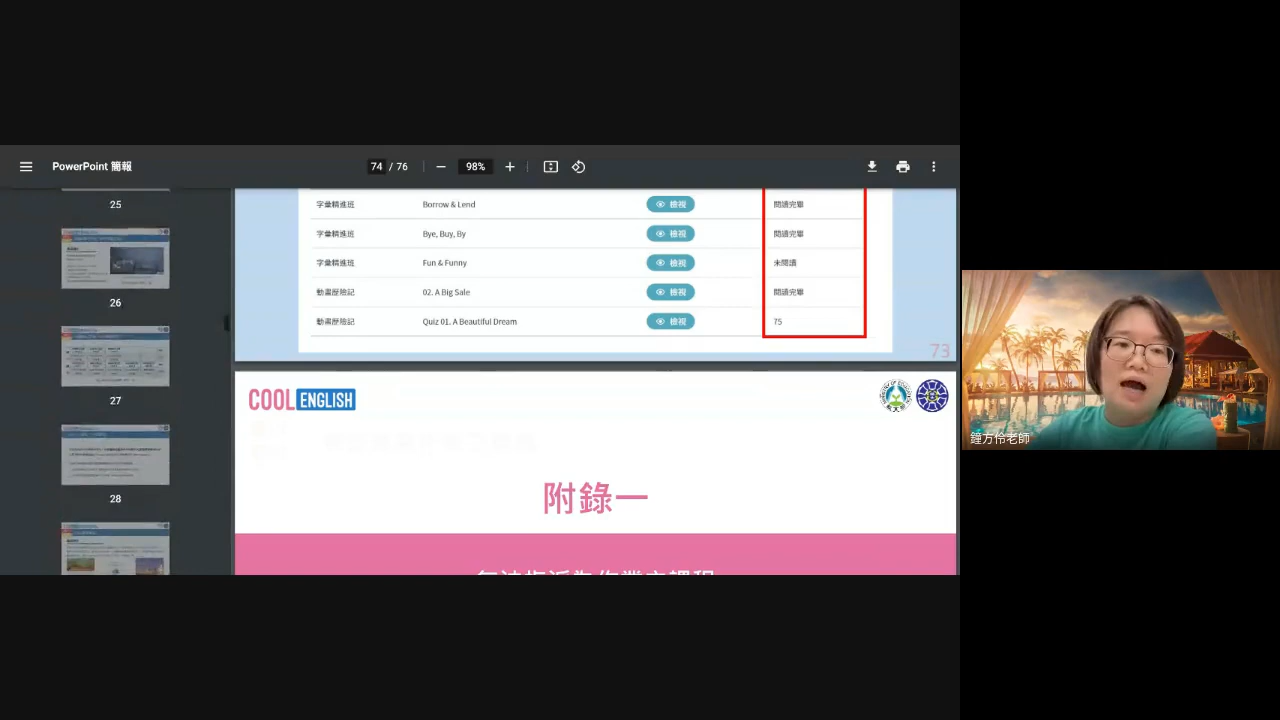 PowerPoint 簡報
74 / 76
98%
25
26
27
28
字彙精進班 Borrow & Lend 檢視 閱讀完畢
字彙精進班 Bye, Buy, By 檢視 閱讀完畢
字彙精進班 Fun & Funny 檢視 未閱讀
動畫歷險記 02. A Big Sale 檢視 閱讀完畢
動畫歷險記 Quiz 01. A Beautiful Dream 檢視 75
73
COOL ENGLISH
附錄一
鐘方伶老師